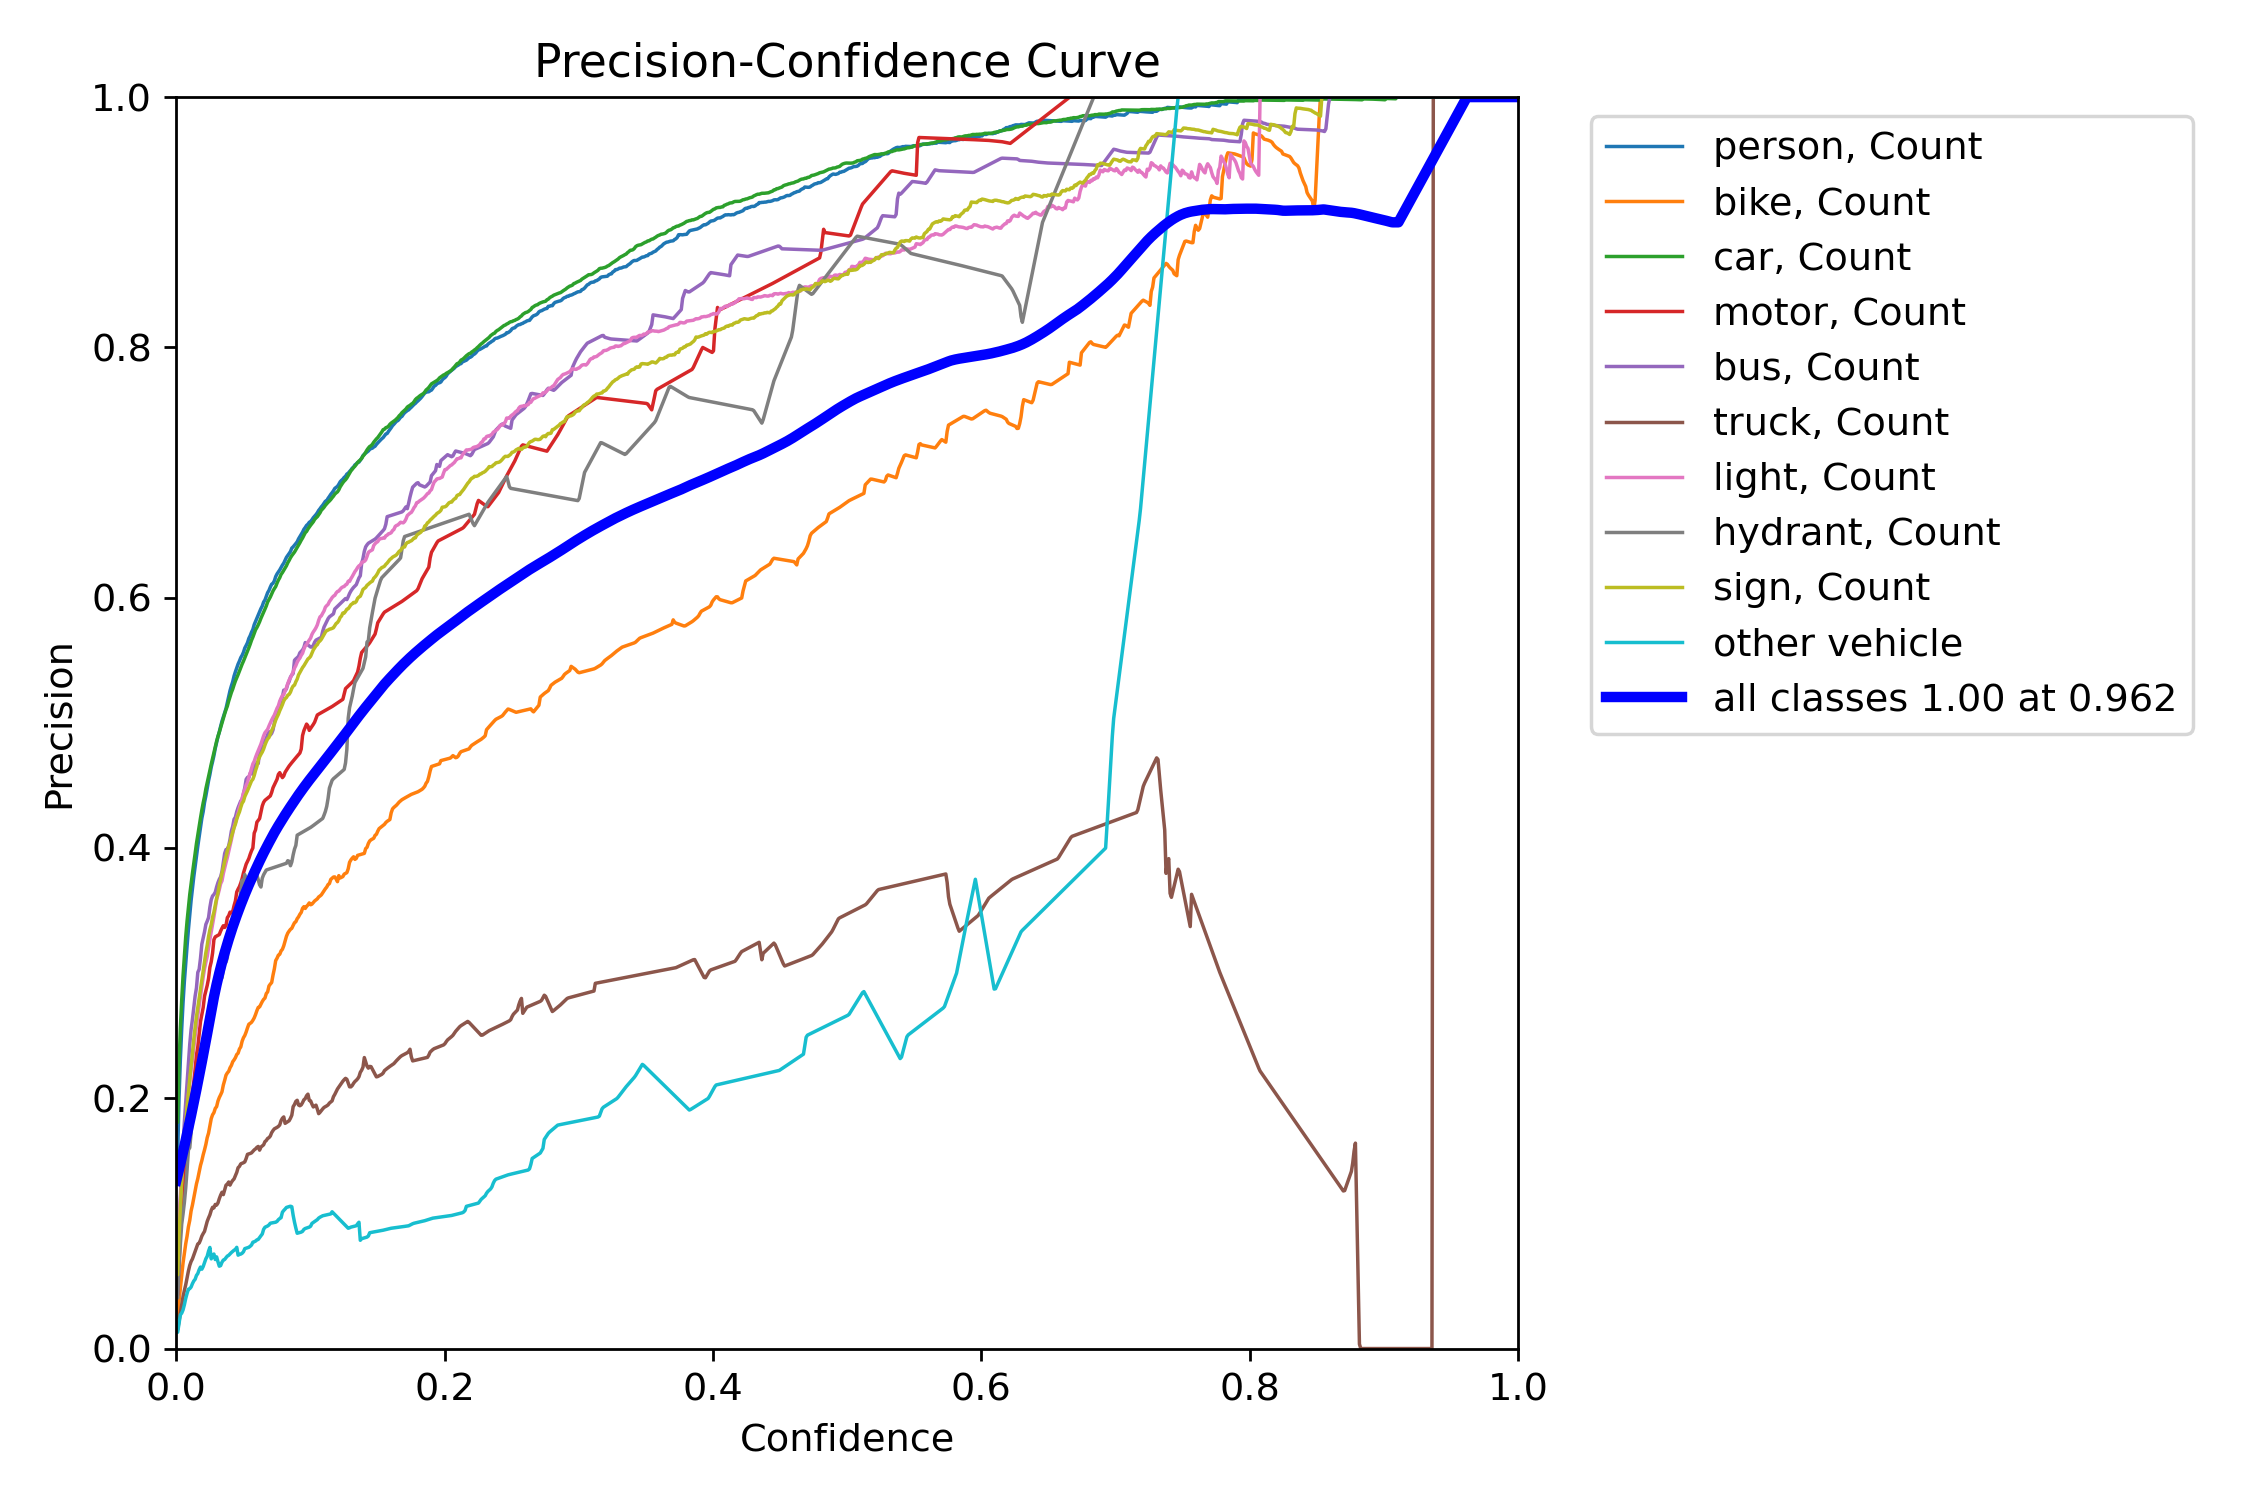 Precision-Confidence Curve
1.0
0.8
0.6
0.4
0.2
0.0
Precision
0.0 0.2 0.4 0.6 0.8 1.0
Confidence
person, Count
bike, Count
car, Count
motor, Count
bus, Count
truck, Count
light, Count
hydrant, Count
sign, Count
other vehicle
all classes 1.00 at 0.962